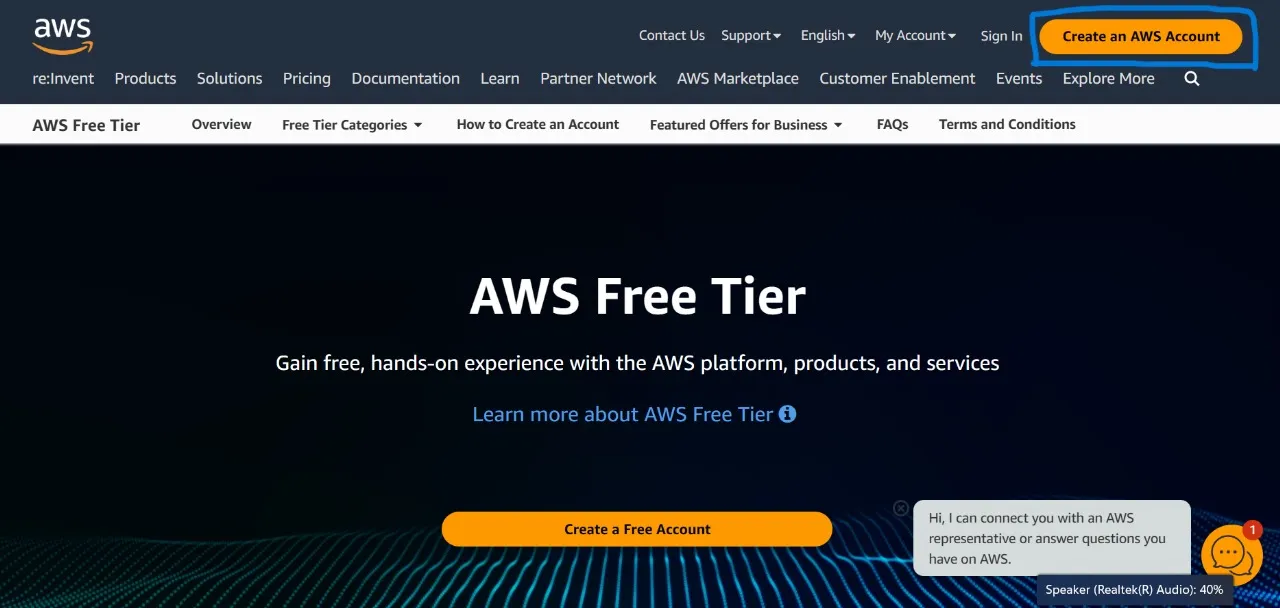 aws
Contact Us Support English My Account Sign In Create an AWS Account
re:Invent Products Solutions Pricing Documentation Learn Partner Network AWS Marketplace Customer Enablement Events Explore More
AWS Free Tier Overview Free Tier Categories How to Create an Account Featured Offers for Business FAQs Terms and Conditions
AWS Free Tier
Gain free, hands-on experience with the AWS platform, products, and services
Learn more about AWS Free Tier
Create a Free Account
Hi, I can connect you with an AWS
representative or answer questions you
have on AWS.
1
Speaker (Realtek(R) Audio): 40%